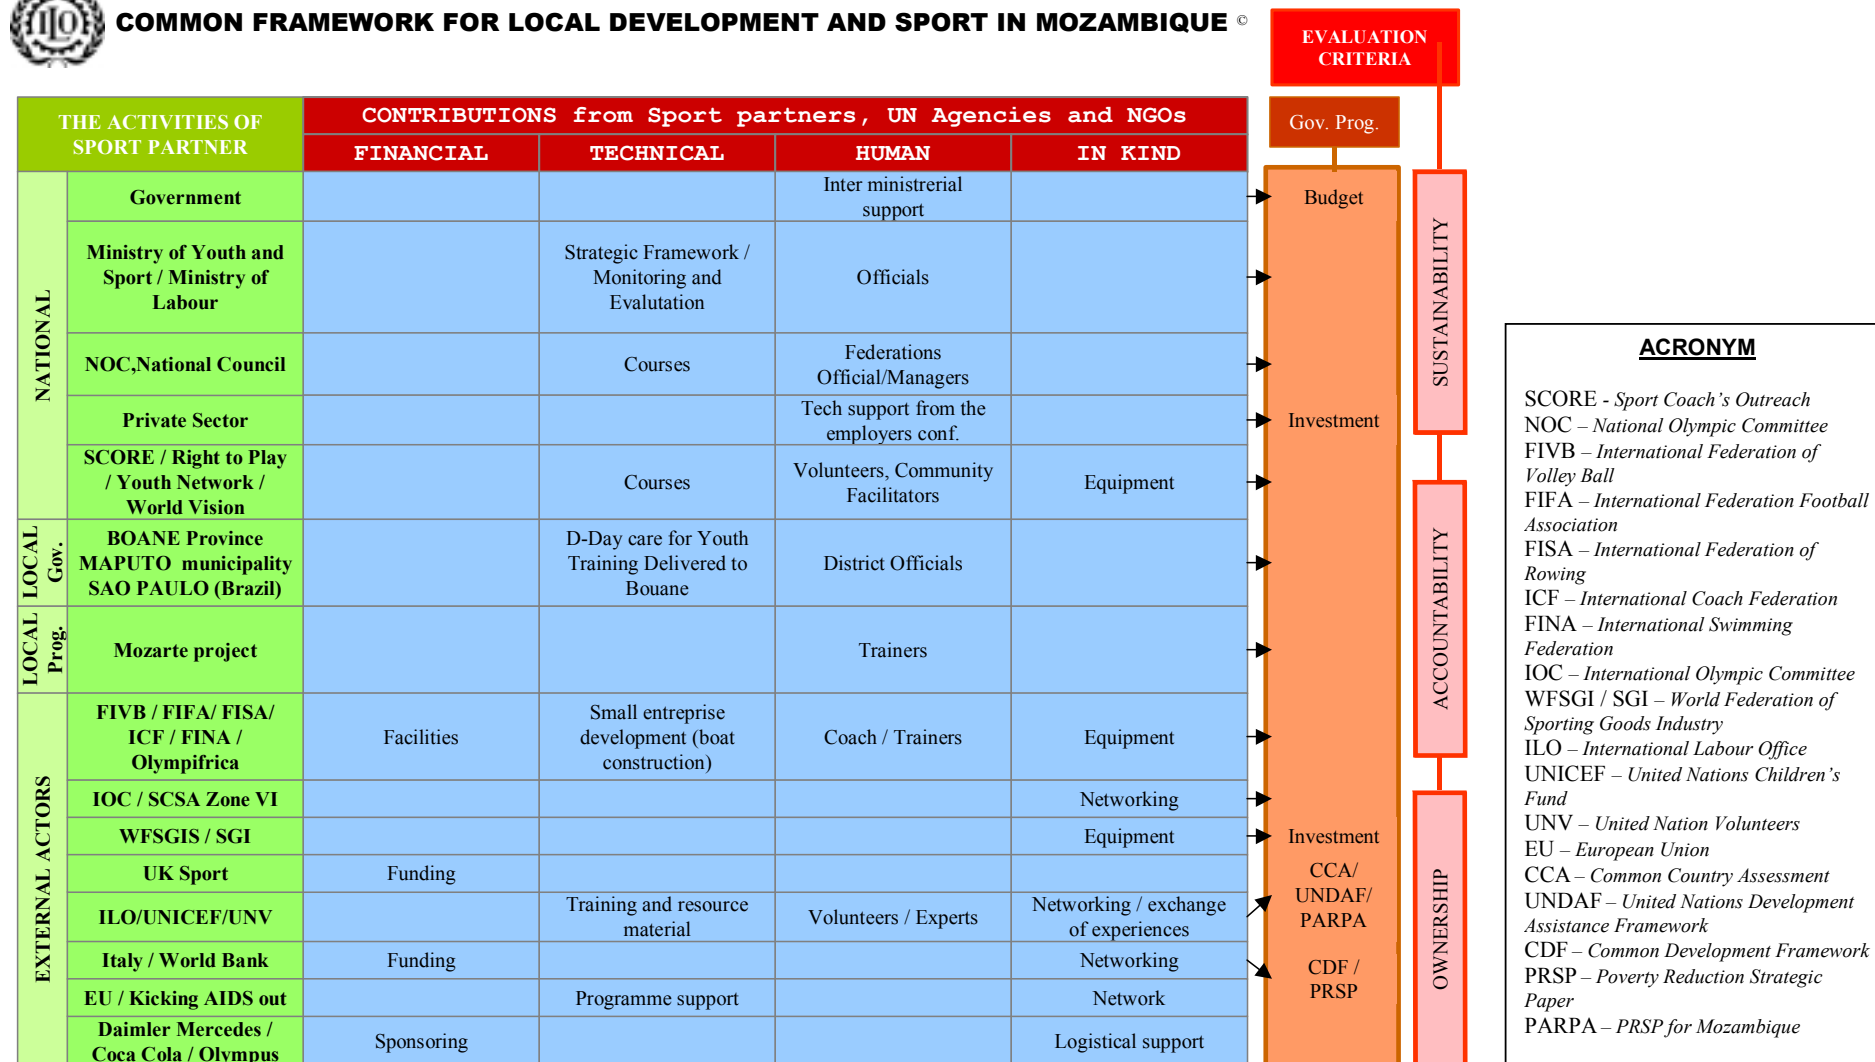 ILO
COMMON FRAMEWORK FOR LOCAL DEVELOPMENT AND SPORT IN MOZAMBIQUE ©
EVALUATION
CRITERIA
THE ACTIVITIES OF
SPORT PARTNER
CONTRIBUTIONS from Sport partners, UN Agencies and NGOs
FINANCIAL
TECHNICAL
HUMAN
IN KIND
Gov. Prog.
NATIONAL
Government
Inter ministrerial
support
Budget
Ministry of Youth and
Sport / Ministry of
Labour
Strategic Framework /
Monitoring and
Evalutation
Officials
NOC,National Council
Courses
Federations
Official/Managers
Private Sector
Tech support from the
employers conf.
Investment
SCORE / Right to Play
/ Youth Network /
World Vision
Courses
Volunteers, Community
Facilitators
Equipment
LOCAL
Gov.
BOANE Province
MAPUTO municipality
SAO PAULO (Brazil)
D-Day care for Youth
Training Delivered to
Bouane
District Officials
LOCAL
Prog.
Mozarte project
Trainers
EXTERNAL ACTORS
FIVB / FIFA/ FISA/
ICF / FINA /
Olympifrica
Facilities
Small entreprise
development (boat
construction)
Coach / Trainers
Equipment
IOC / SCSA Zone VI
Networking
WFSGIS / SGI
Equipment
Investment
UK Sport
Funding
CCA/
UNDAF/
PARPA
ILO/UNICEF/UNV
Training and resource
material
Volunteers / Experts
Networking / exchange
of experiences
Italy / World Bank
Funding
Networking
CDF /
PRSP
EU / Kicking AIDS out
Programme support
Network
Daimler Mercedes /
Coca Cola / Olympus
Sponsoring
Logistical support
SUSTAINABILITY
ACCOUNTABILITY
OWNERSHIP
ACRONYM
SCORE - Sport Coach's Outreach
NOC – National Olympic Committee
FIVB – International Federation of
Volley Ball
FIFA – International Federation Football
Association
FISA – International Federation of
Rowing
ICF – International Coach Federation
FINA – International Swimming
Federation
IOC – International Olympic Committee
WFSGI / SGI – World Federation of
Sporting Goods Industry
ILO – International Labour Office
UNICEF – United Nations Children's
Fund
UNV – United Nation Volunteers
EU – European Union
CCA – Common Country Assessment
UNDAF – United Nations Development
Assistance Framework
CDF – Common Development Framework
PRSP – Poverty Reduction Strategic
Paper
PARPA – PRSP for Mozambique